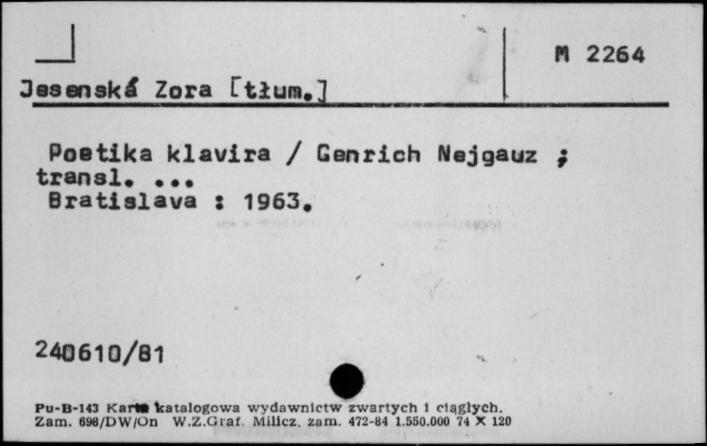 M 2264
Jesenská Zora [tłum.]
Poetika klavira / Genrich Nejgauz ;
transl. ...
Bratislava : 1963.
240610/81
Pu-B-143 Karta katalogowa wydawnictw zwartych i ciągłych.
Zam. 698/DW/On W.Z.Graf. Milicz, zam. 472-84 1.550.000 74 X 120